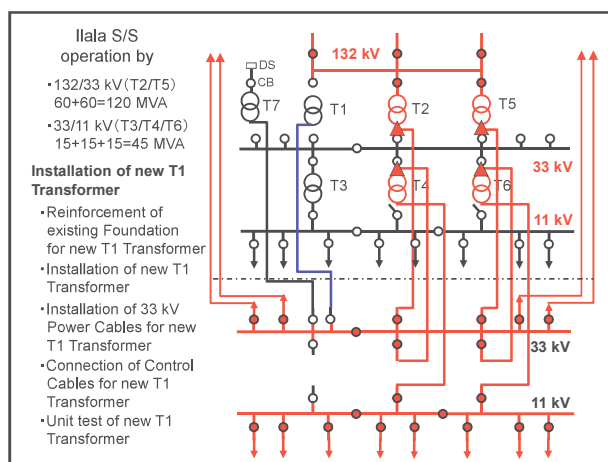 Ilala S/S
operation by
・132/33 kV(T2/T5)
60+60=120 MVA
・33/11 kV(T3/T4/T6)
15+15+15=45 MVA
Installation of new T1
Transformer
・Reinforcement of
existing Foundation
for new T1 Transformer
・Installation of new T1
Transformer
・Installation of 33 kV
Power Cables for new
T1 Transformer
・Connection of Control
Cables for new T1
Transformer
・Unit test of new T1
Transformer
132 kV
DS
CB
T7
T1
T2
T5
33 kV
T3
T4
T6
11 kV
33 kV
11 kV